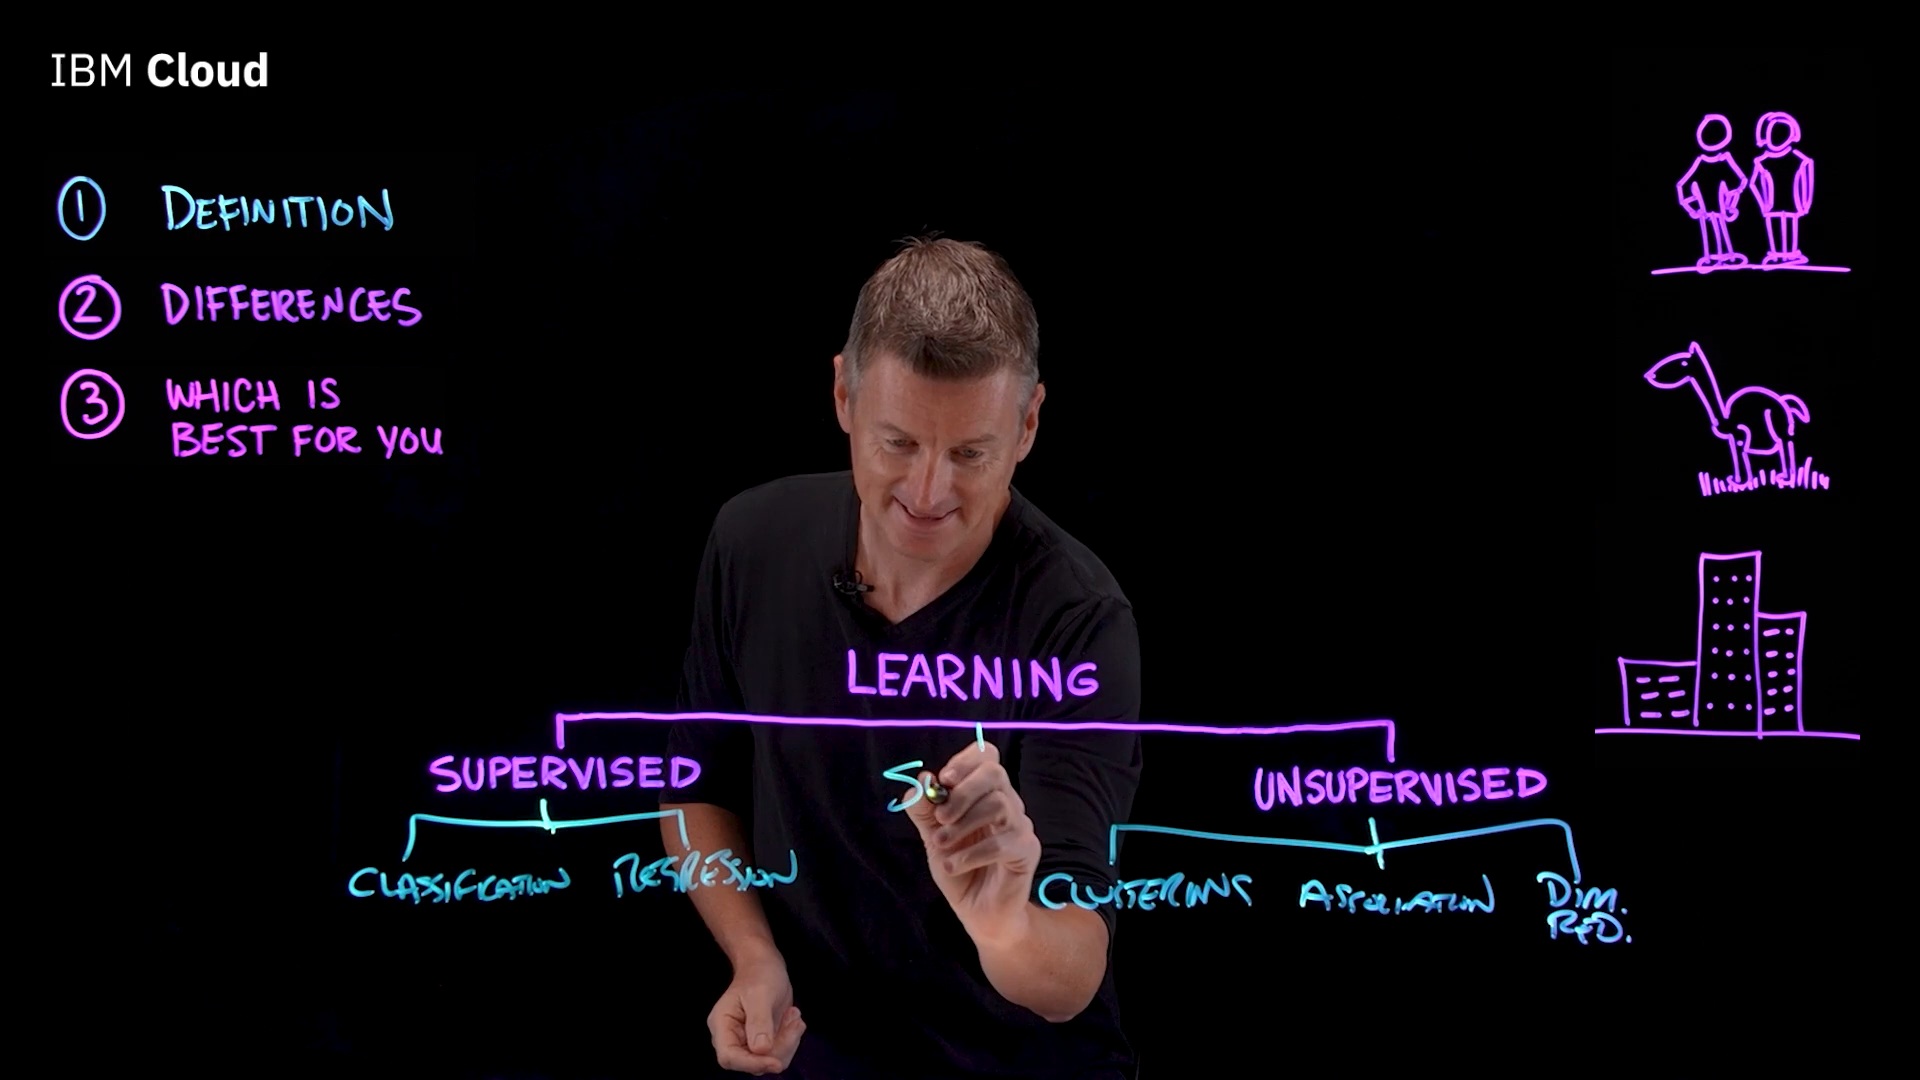 IBM Cloud
1 DEFINITION
2 DIFFERENCES
3 WHICH IS
BEST FOR YOU
LEARNING
SUPERVISED
S
UNSUPERVISED
CLASSIFICATION
REGRESSION
CLUSTERING
ASSOCIATION
DIM.
RED.